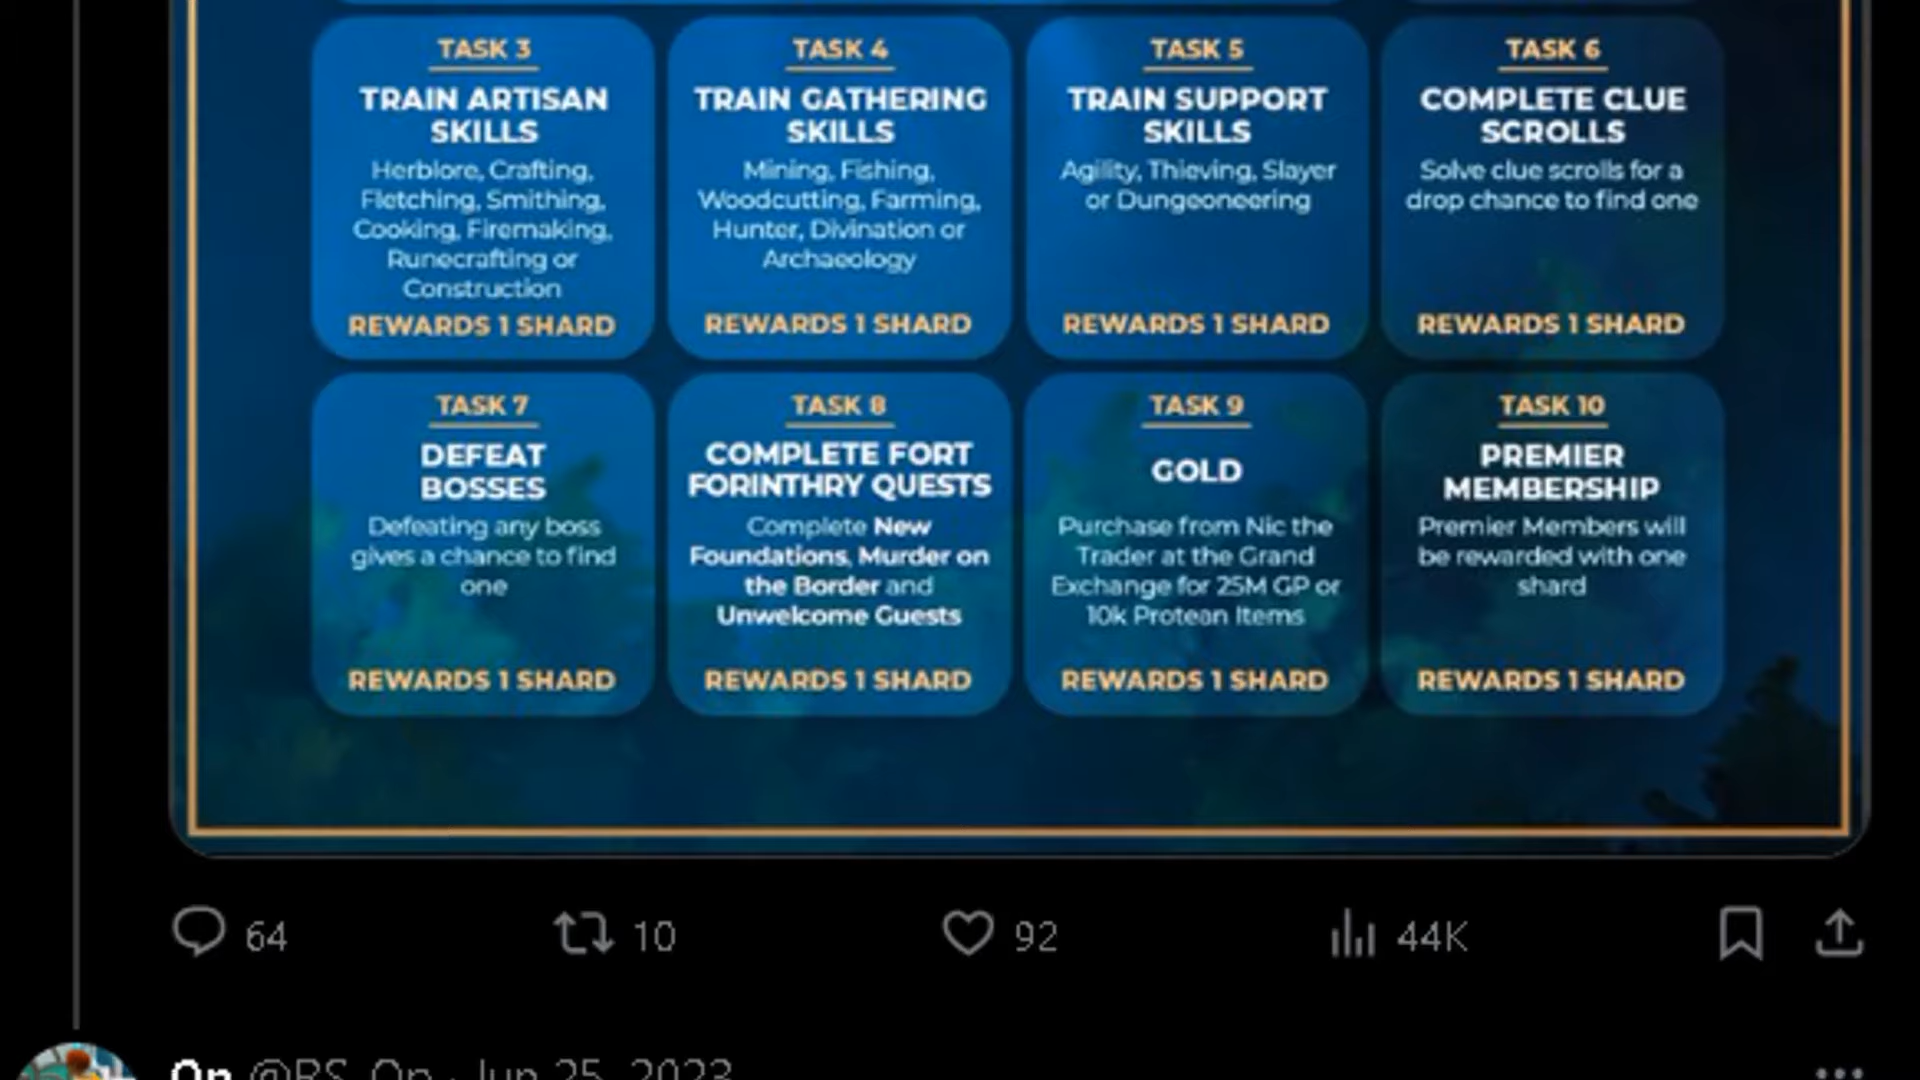 TASK 3
TRAIN ARTISAN
SKILLS
Herblore, Crafting,
Fletching, Smithing,
Cooking, Firemaking,
Runecrafting or
Construction
REWARDS 1 SHARD
TASK 4
TRAIN GATHERING
SKILLS
Mining, Fishing,
Woodcutting, Farming,
Hunter, Divination or
Archaeology
REWARDS 1 SHARD
TASK 5
TRAIN SUPPORT
SKILLS
Agility, Thieving, Slayer
or Dungeoneering
REWARDS 1 SHARD
TASK 6
COMPLETE CLUE
SCROLLS
Solve clue scrolls for a
drop chance to find one
REWARDS 1 SHARD
TASK 7
DEFEAT
BOSSES
Defeating any boss
gives a chance to find
one
REWARDS 1 SHARD
TASK 8
COMPLETE FORT
FORINTHRY QUESTS
Complete New
Foundations, Murder on
the Border and
Unwelcome Guests
REWARDS 1 SHARD
TASK 9
GOLD
Purchase from Nic the
Trader at the Grand
Exchange for 25M GP or
10k Protean Items
REWARDS 1 SHARD
TASK 10
PREMIER
MEMBERSHIP
Premier Members will
be rewarded with one
shard
REWARDS 1 SHARD
64 10 92 44K
On @RS_On · Jun 25, 2023